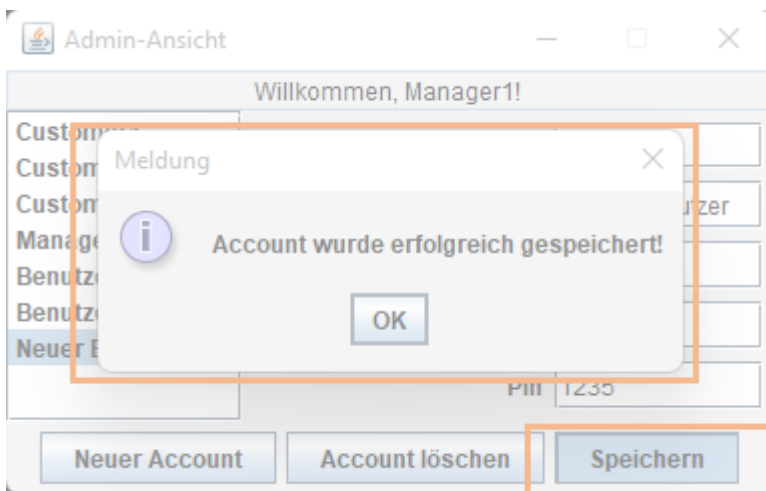 Admin-Ansicht
Willkommen, Manager1!
Meldung
Account wurde erfolgreich gespeichert!
OK
Pin 1235
Neuer Account Account löschen Speichern